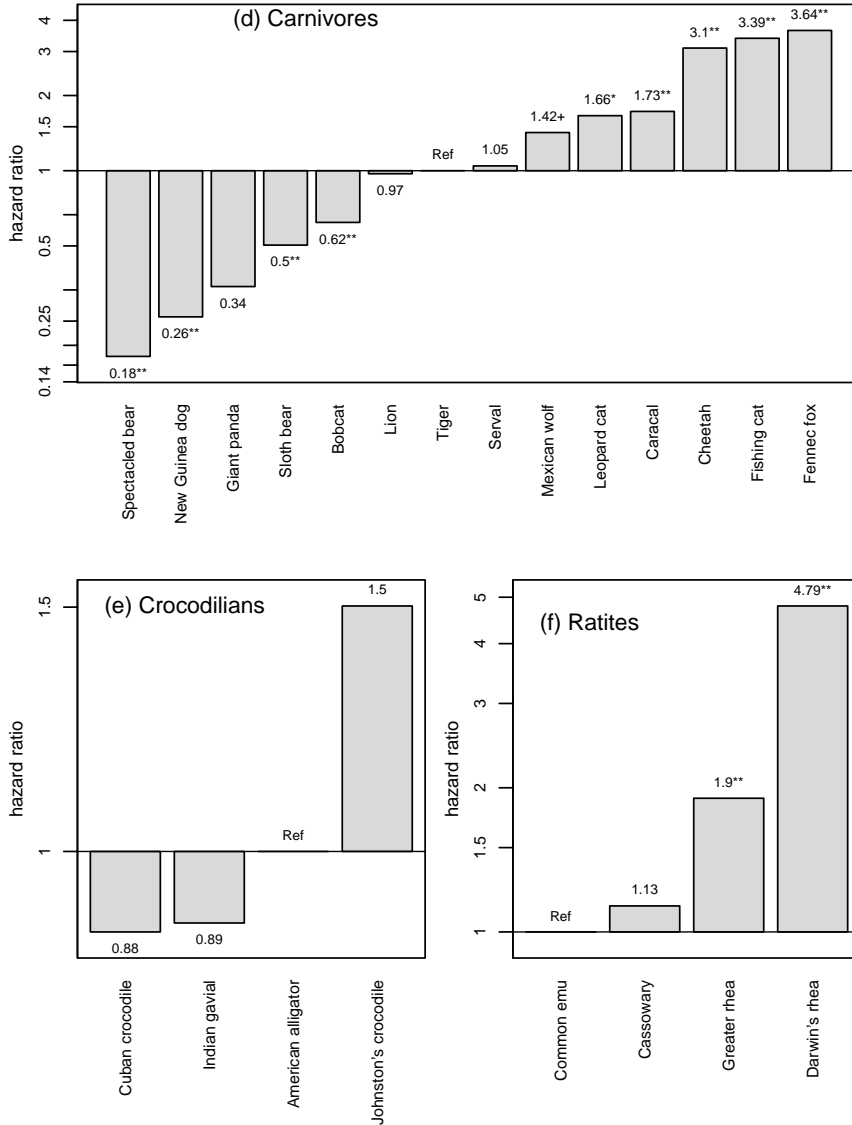 (d) Carnivores
hazard ratio
4
3
2
1.5
1
0.5
0.25
0.14
0.18**
0.26**
0.34
0.5**
0.62**
0.97
Ref
1.05
1.42+
1.66*
1.73**
3.1**
3.39**
3.64**
Spectacled bear
New Guinea dog
Giant panda
Sloth bear
Bobcat
Lion
Tiger
Serval
Mexican wolf
Leopard cat
Caracal
Cheetah
Fishing cat
Fennec fox
(e) Crocodilians
hazard ratio
1.5
1
0.88
0.89
Ref
1.5
Cuban crocodile
Indian gavial
American alligator
Johnston's crocodile
(f) Ratites
hazard ratio
5
4
3
2
1.5
1
Ref
1.13
1.9**
4.79**
Common emu
Cassowary
Greater rhea
Darwin's rhea